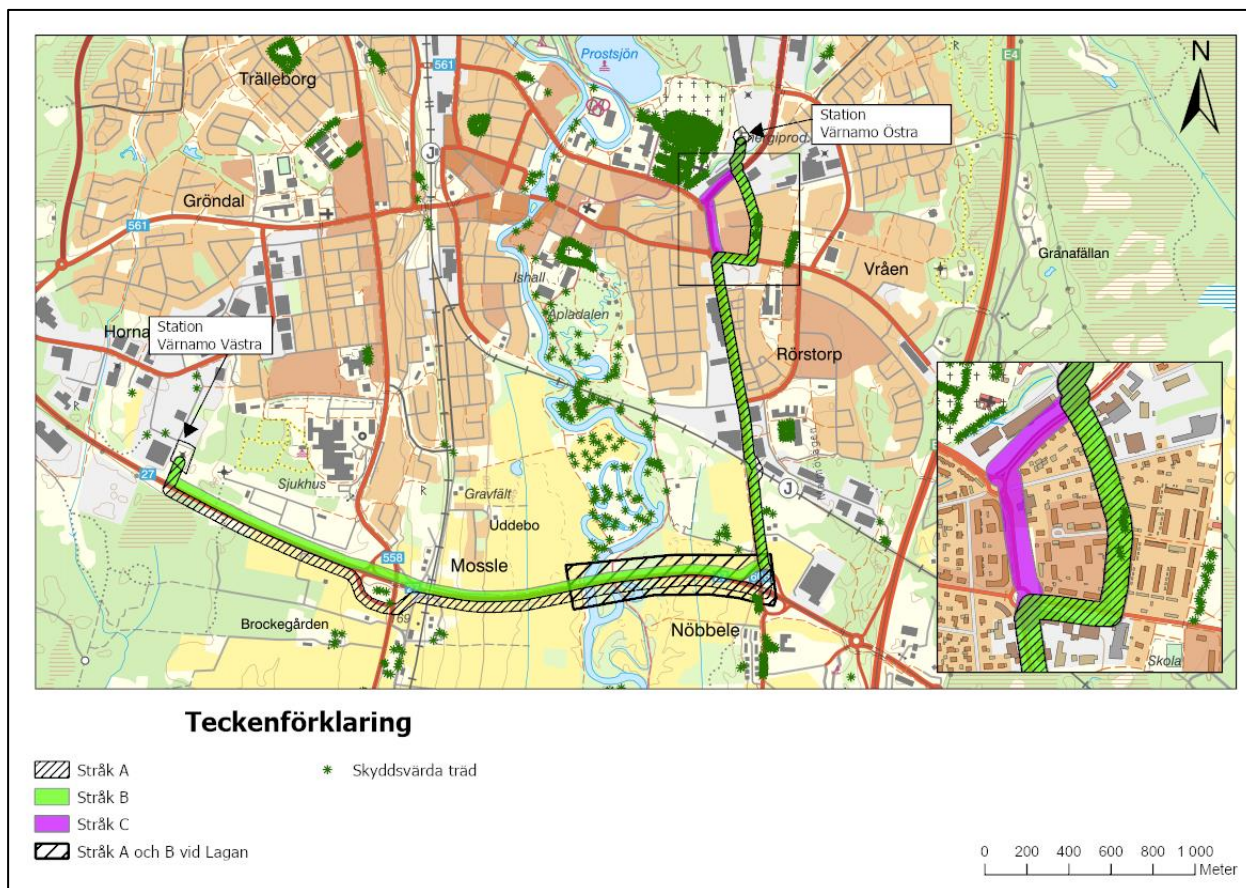 Prostsjön
N
Trälleborg
561
E4
Station
Värnamo Östra
J
Gröndal
561
Ishall
Apladalen
Vråen
Granafällan
Station
Värnamo Västra
Rörstorp
27
Sjukhus
Gravfält
Uddebo
J
558
Mossle
Brockegården
169
Nöbbele
Skola
Teckenförklaring
Stråk A
Skyddsvärda träd
Stråk B
Stråk C
Stråk A och B vid Lagan
0 200 400 600 800 1 000
Meter